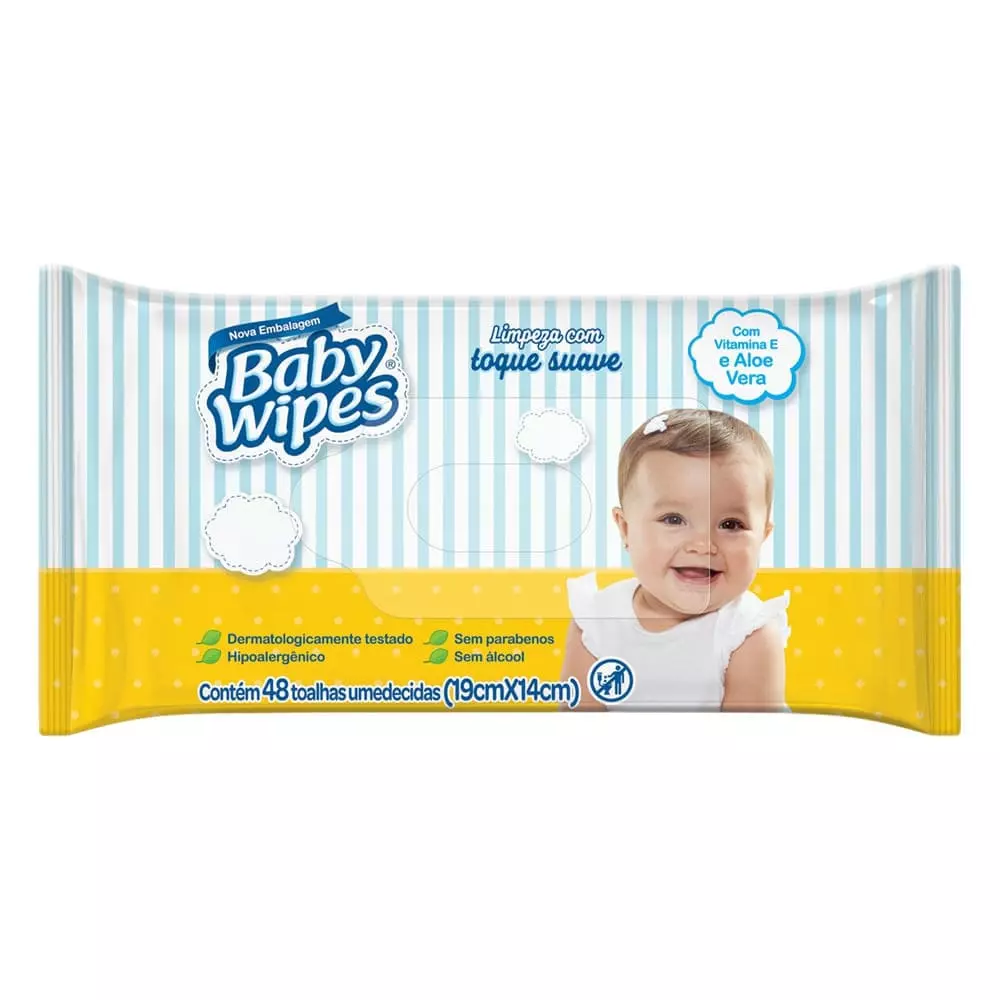 Nova Embalagem
Baby
Wipes®
Limpeza com
toque suave
Com
Vitamina E
e Aloe
Vera
Dermatologicamente testado
Hipoalergênico
Sem parabenos
Sem álcool
Contém 48 toalhas umedecidas (19cmX14cm)